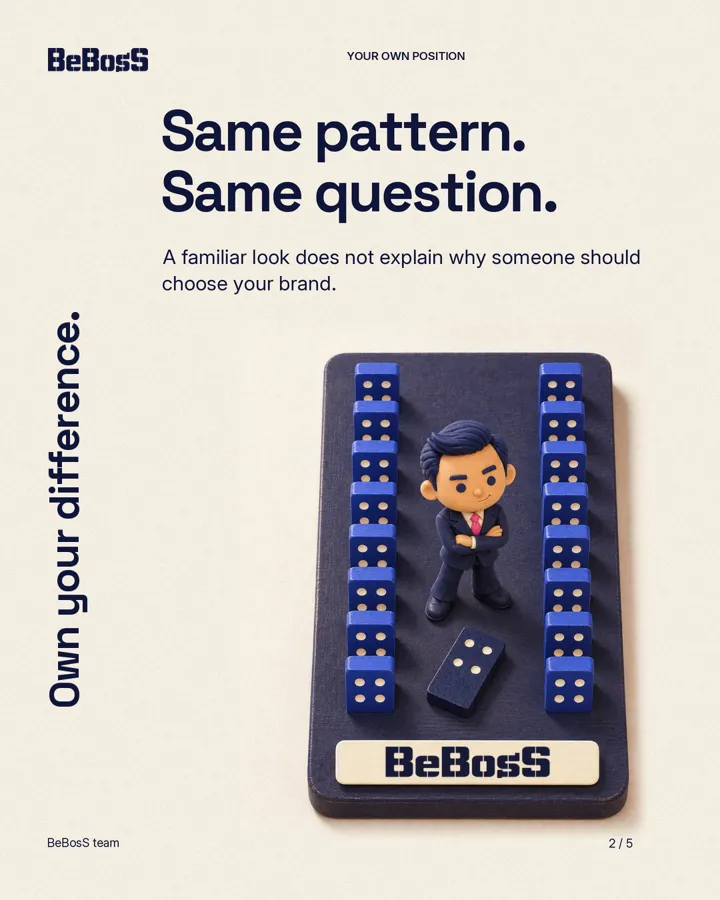 BeBosS
YOUR OWN POSITION
Same pattern.
Same question.
A familiar look does not explain why someone should
choose your brand.
Own your difference.
BeBosS
BeBosS team
2 / 5